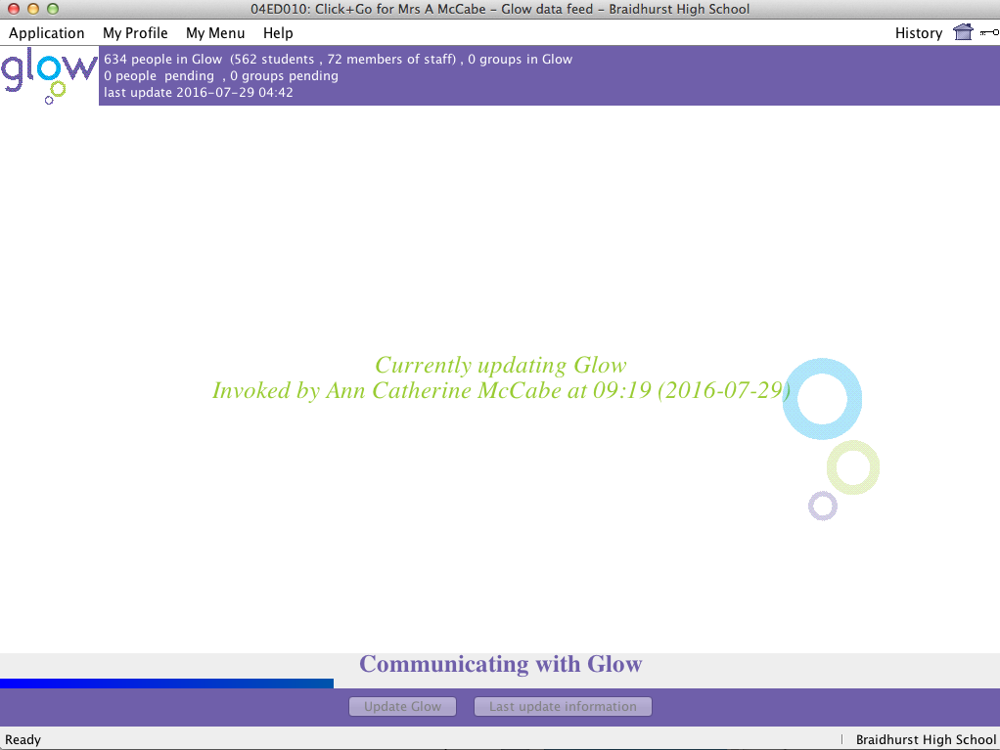 04ED010: Click+Go for Mrs A McCabe - Glow data feed - Braidhurst High School
Application My Profile My Menu Help History
glow
634 people in Glow (562 students , 72 members of staff) , 0 groups in Glow
0 people pending , 0 groups pending
last update 2016-07-29 04:42
Currently updating Glow
Invoked by Ann Catherine McCabe at 09:19 (2016-07-29)
Communicating with Glow
Update Glow Last update information
Ready Braidhurst High School